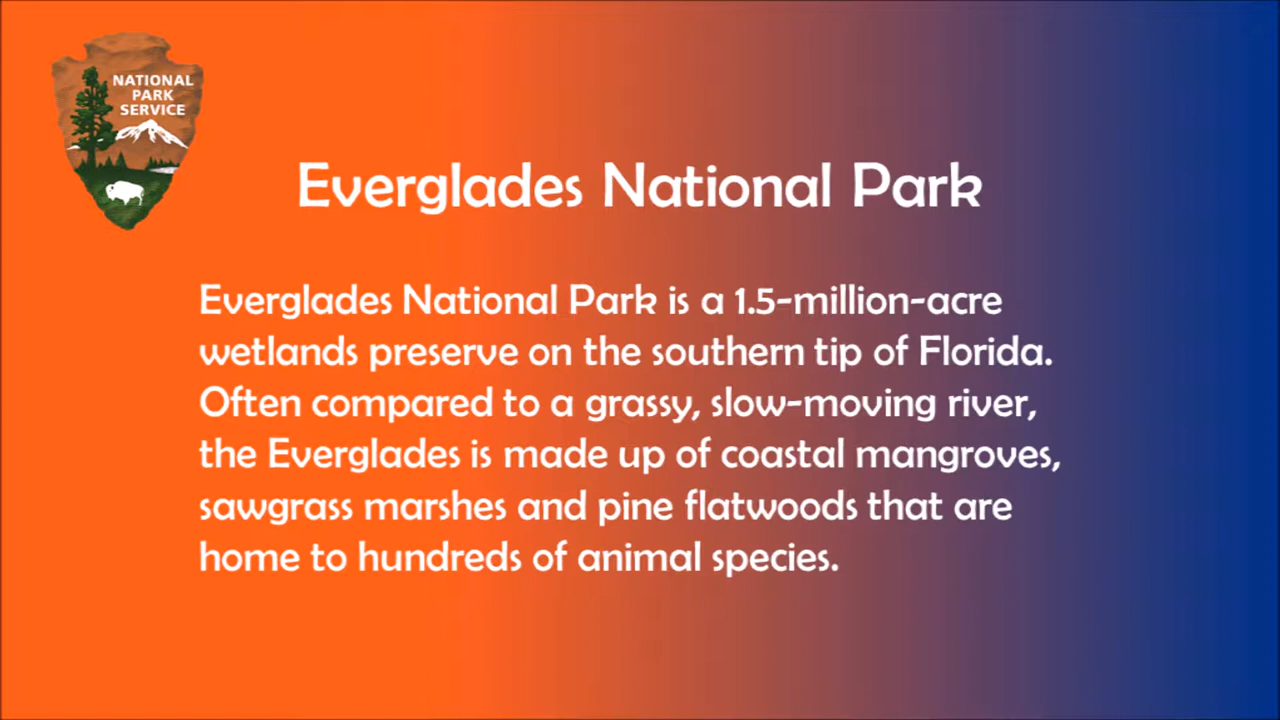 NATIONAL
PARK
SERVICE
Everglades National Park
Everglades National Park is a 1.5-million-acre
wetlands preserve on the southern tip of Florida.
Often compared to a grassy, slow-moving river,
the Everglades is made up of coastal mangroves,
sawgrass marshes and pine flatwoods that are
home to hundreds of animal species.